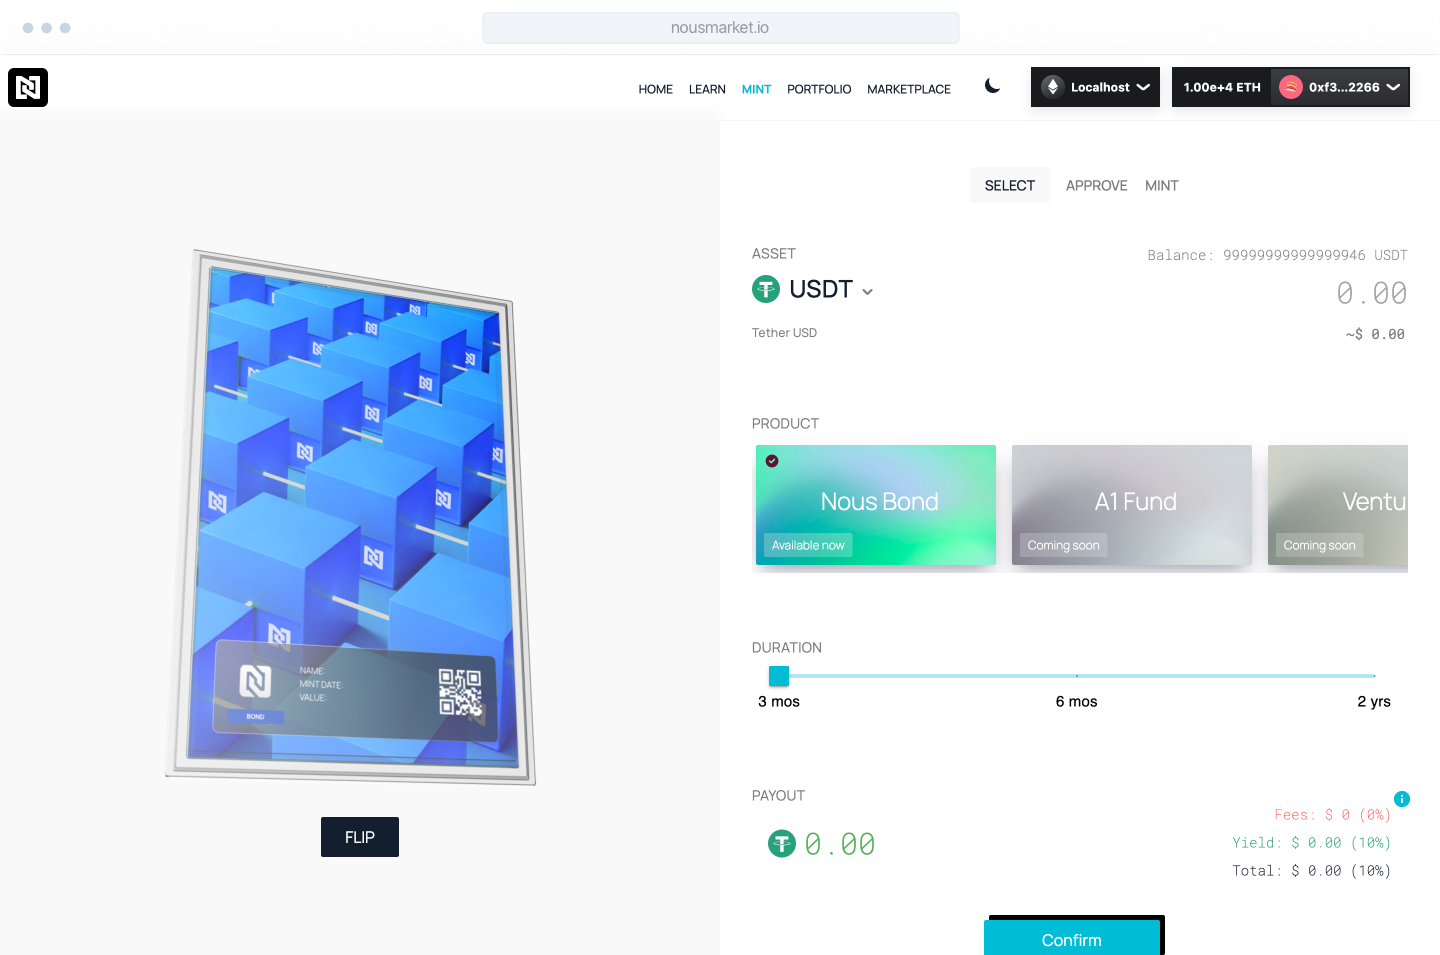 nousmarket.io
HOME LEARN MINT PORTFOLIO MARKETPLACE Localhost 1.00e+4 ETH 0xf3...2266
SELECT APPROVE MINT
ASSET
Balance: 99999999999999946 USDT
USDT
0.00
Tether USD
~$ 0.00
PRODUCT
Nous Bond
Available now
A1 Fund
Coming soon
Ventu
Coming soon
DURATION
3 mos 6 mos 2 yrs
PAYOUT
0.00
Fees: $ 0 (0%)
Yield: $ 0.00 (10%)
Total: $ 0.00 (10%)
Confirm
NAME:
MINT DATE:
VALUE:
BOND
FLIP